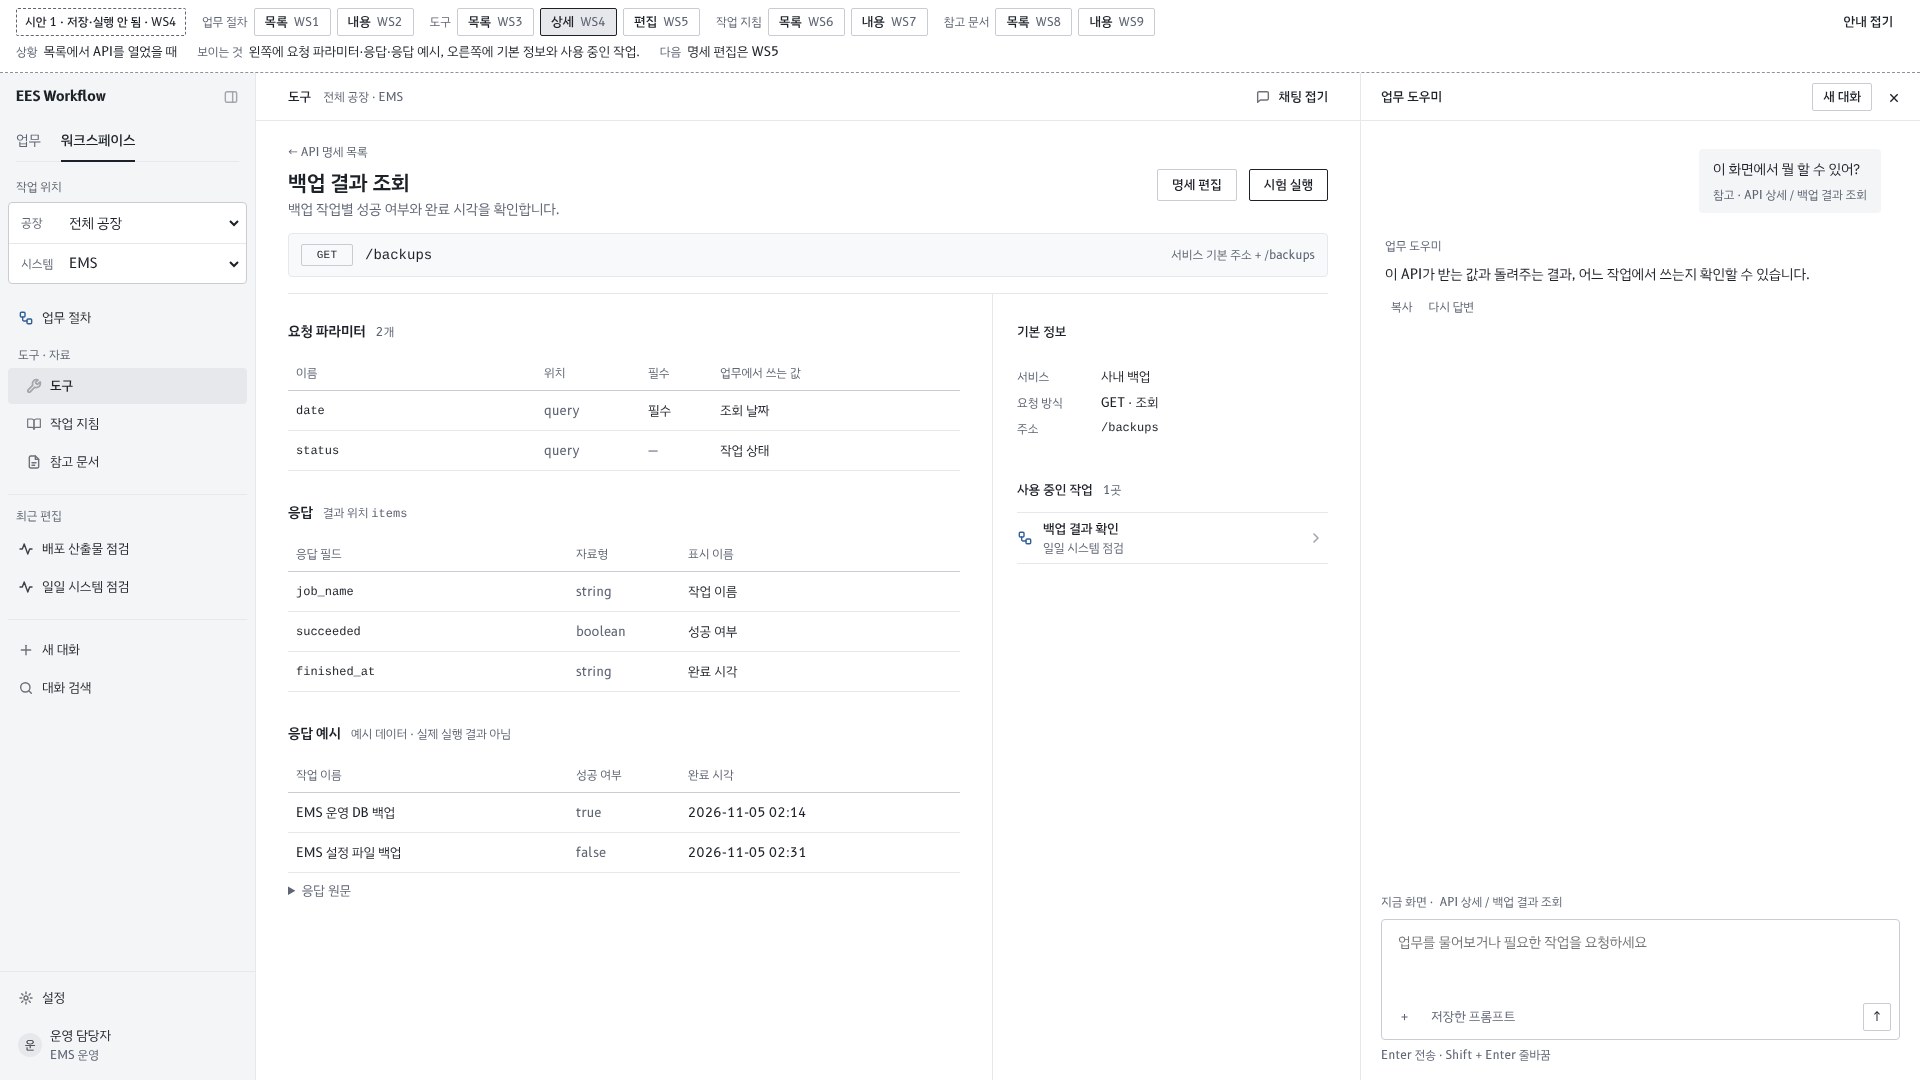 시안 1 · 저장·실행 안 됨 · WS4 업무 절차 목록 WS1 내용 WS2 도구 목록 WS3 상세 WS4 편집 WS5 작업 지침 목록 WS6 내용 WS7 참고 문서 목록 WS8 내용 WS9 안내 접기
상황 목록에서 API를 열었을 때 보이는 것 왼쪽에 요청 파라미터·응답·응답 예시, 오른쪽에 기본 정보와 사용 중인 작업. 다음 명세 편집은 WS5
EES Workflow
업무 워크스페이스
작업 위치
공장 전체 공장
시스템 EMS
업무 절차
도구 · 자료
도구
작업 지침
참고 문서
최근 편집
배포 산출물 점검
일일 시스템 점검
+ 새 대화
대화 검색
설정
운 운영 담당자
EMS 운영
도구 전체 공장 · EMS 채팅 접기
← API 명세 목록
백업 결과 조회
백업 작업별 성공 여부와 완료 시각을 확인합니다.
명세 편집 시험 실행
GET /backups 서비스 기본 주소 + /backups
요청 파라미터 2개
이름 위치 필수 업무에서 쓰는 값
date query 필수 조회 날짜
status query — 작업 상태
응답 결과 위치 items
응답 필드 자료형 표시 이름
job_name string 작업 이름
succeeded boolean 성공 여부
finished_at string 완료 시각
응답 예시 예시 데이터 · 실제 실행 결과 아님
작업 이름 성공 여부 완료 시각
EMS 운영 DB 백업 true 2026-11-05 02:14
EMS 설정 파일 백업 false 2026-11-05 02:31
▶ 응답 원문
기본 정보
서비스 사내 백업
요청 방식 GET · 조회
주소 /backups
사용 중인 작업 1곳
백업 결과 확인
일일 시스템 점검
업무 도우미 새 대화 ×
이 화면에서 뭘 할 수 있어?
참고 · API 상세 / 백업 결과 조회
업무 도우미
이 API가 받는 값과 돌려주는 결과, 어느 작업에서 쓰는지 확인할 수 있습니다.
복사 다시 답변
지금 화면 · API 상세 / 백업 결과 조회
업무를 물어보거나 필요한 작업을 요청하세요
+ 저장한 프롬프트 ↑
Enter 전송 · Shift + Enter 줄바꿈